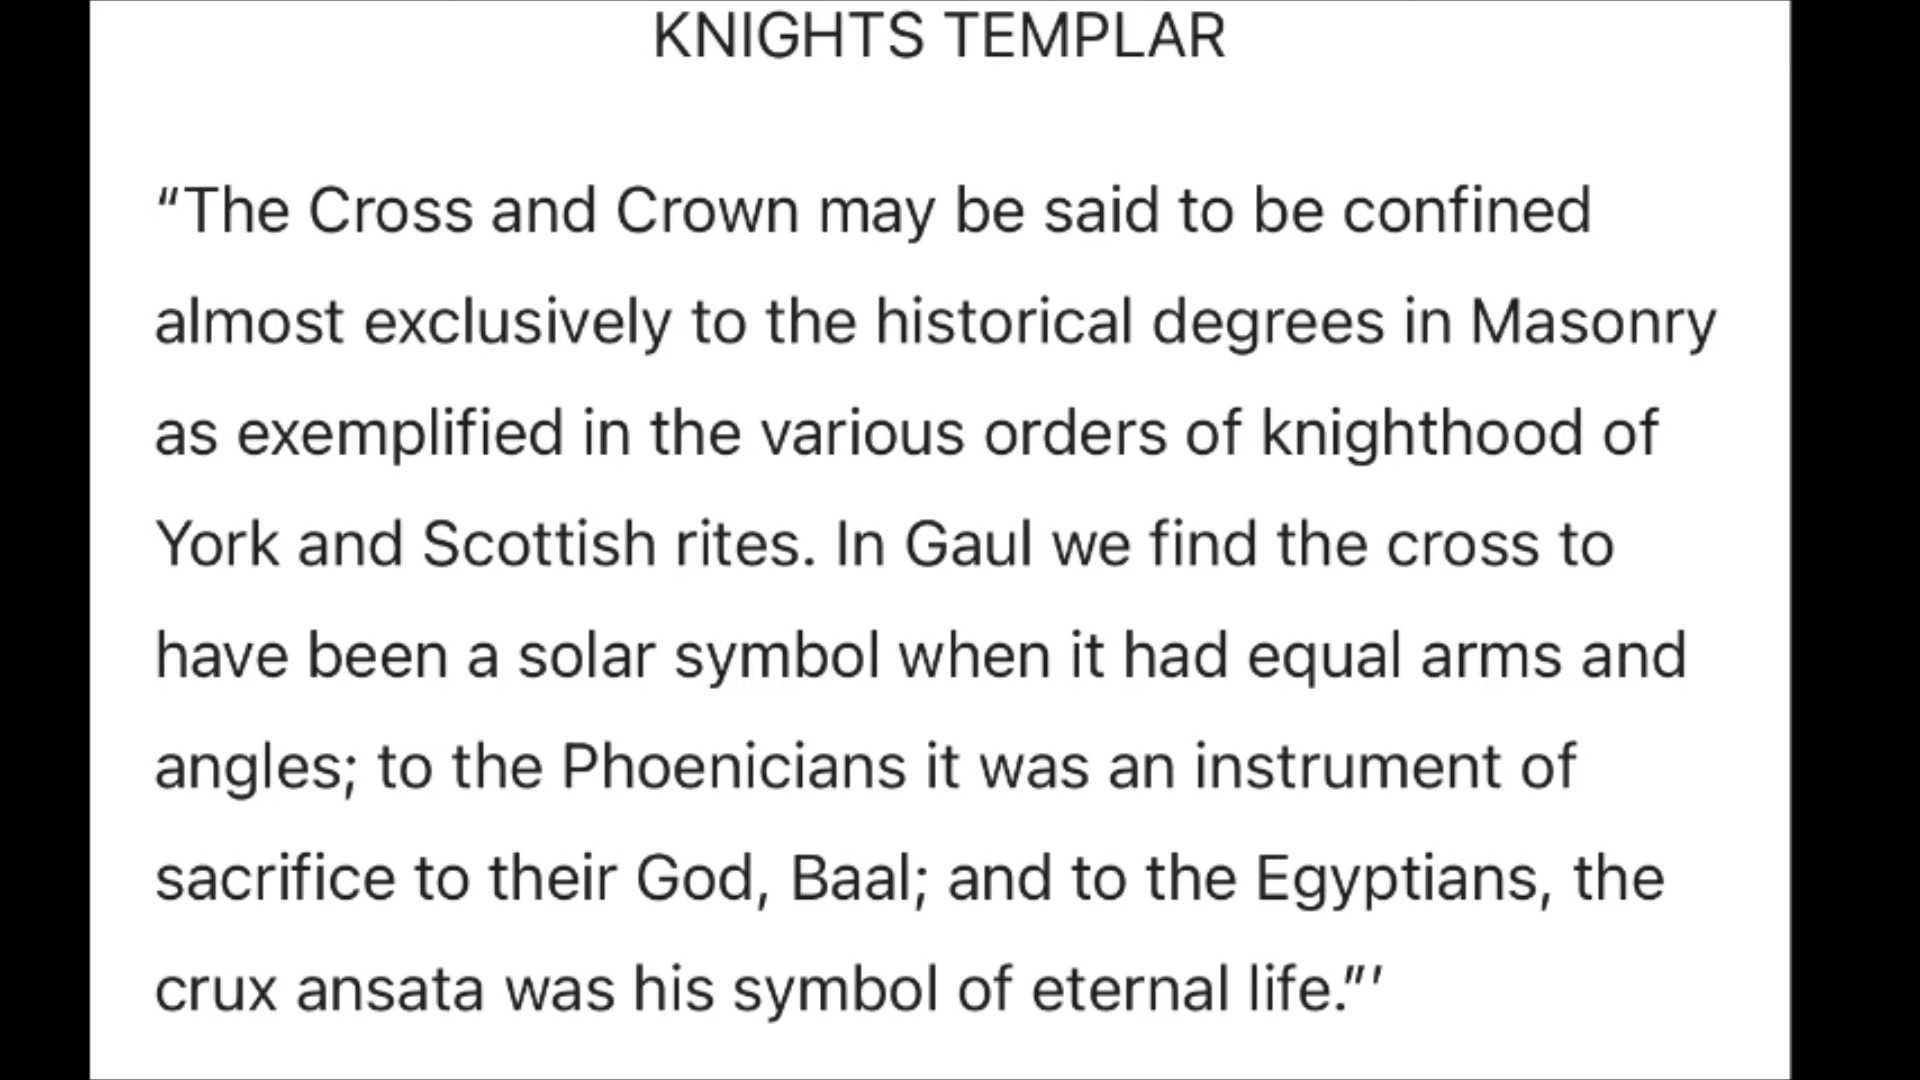 KNIGHTS TEMPLAR
“The Cross and Crown may be said to be confined
almost exclusively to the historical degrees in Masonry
as exemplified in the various orders of knighthood of
York and Scottish rites. In Gaul we find the cross to
have been a solar symbol when it had equal arms and
angles; to the Phoenicians it was an instrument of
sacrifice to their God, Baal; and to the Egyptians, the
crux ansata was his symbol of eternal life.”’